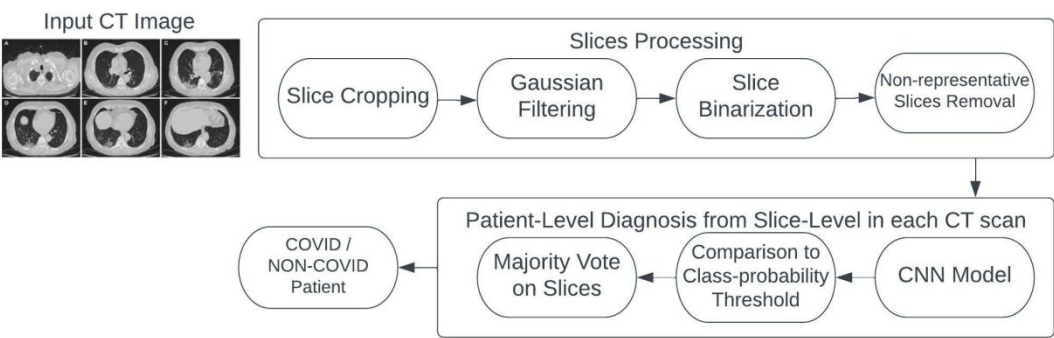 Input CT Image
A
B
C
D
E
F
Slices Processing
Slice Cropping
Gaussian
Filtering
Slice
Binarization
Non-representative
Slices Removal
Patient-Level Diagnosis from Slice-Level in each CT scan
CNN Model
Comparison to
Class-probability
Threshold
Majority Vote
on Slices
COVID /
NON-COVID
Patient